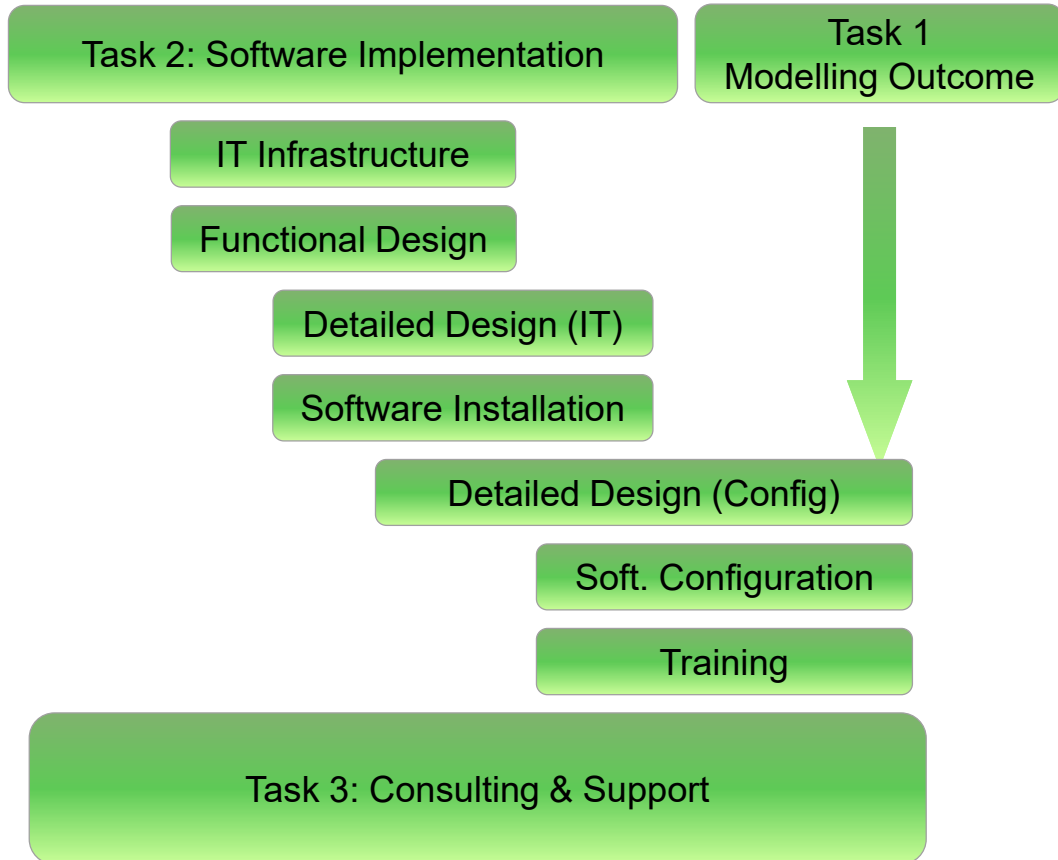 Task 2: Software Implementation
Task 1
Modelling Outcome
IT Infrastructure
Functional Design
Detailed Design (IT)
Software Installation
Detailed Design (Config)
Soft. Configuration
Training
Task 3: Consulting & Support